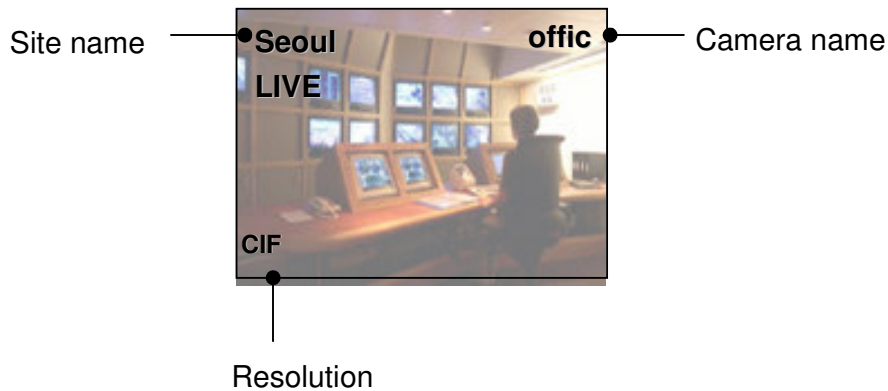 Site name
Seoul
offic
Camera name
LIVE
CIF
Resolution